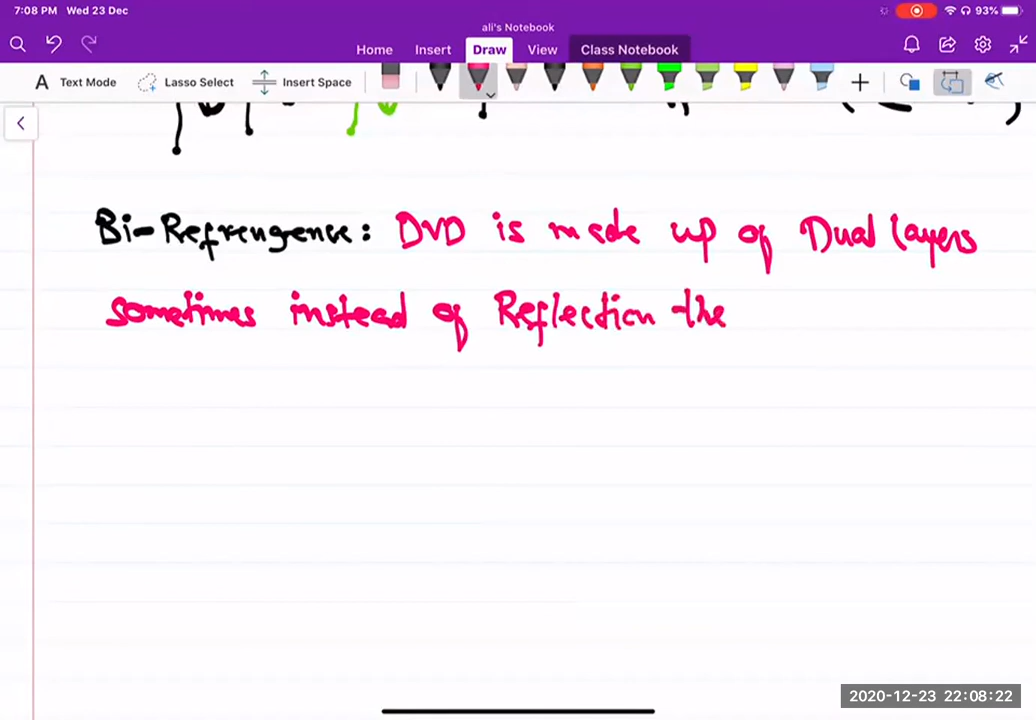 7:08 PM Wed 23 Dec 93%
ali's Notebook
Home Insert Draw View Class Notebook
Text Mode Lasso Select Insert Space
Bi-Refrengence: DVD is made up of Dual layers
sometimes instead of Reflection the
2020-12-23 22:08:22